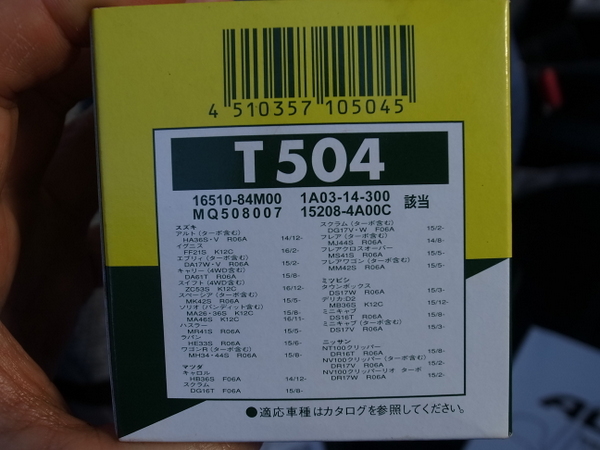 4 510357 105045
T504
16510-84M00 1A03-14-300 該当
MQ508007 15208-4A00C
スズキ
アルト (ターボ含む)
HA36S・V R06A 14/12-
イグニス
FF21S K12C 16/2-
エブリィ (ターボ含む)
DA17W・V R06A 15/2-
キャリー (4WD含む)
DA61T R06A 15/8-
スイフト (4WD含む)
ZC53S K12C 16/12-
スペーシア (ターボ含む)
MK42S R06A 15/5-
ソリオ (バンディット含む)
MA26・36S K12C 15/8-
MA46S K12C 16/11-
ハスラー
MR41S R06A 15/5-
ラパン
HE33S R06A 15/6-
ワゴンR (ターボ含む)
MH34・44S R06A 15/5-
マツダ
キャロル
HB36S F06A 14/12-
スクラム
DG16T F06A 15/8-
スクラム (ターボ含む)
DG17V・W F06A 15/2-
フレア (ターボ含む)
MJ44S R06A 14/8-
フレアクロスオーバー
MS41S R06A 15/5-
フレアワゴン (ターボ含む)
MM42S R06A 15/5-
ミツビシ
タウンボックス
DS17W R06A 15/3-
デリカ:D2
MB36S K12C 15/12-
ミニキャブ
DS16T R06A 15/8-
ミニキャブ (ターボ含む)
DS17V R06A 15/3-
ニッサン
NT100クリッパー
DR16T R06A 15/8-
NV100クリッパー (ターボ含む)
DR17V R06A 15/2-
NV100クリッパーリオ ターボ
DR17W R06A 15/2-
●適応車種はカタログを参照してください。